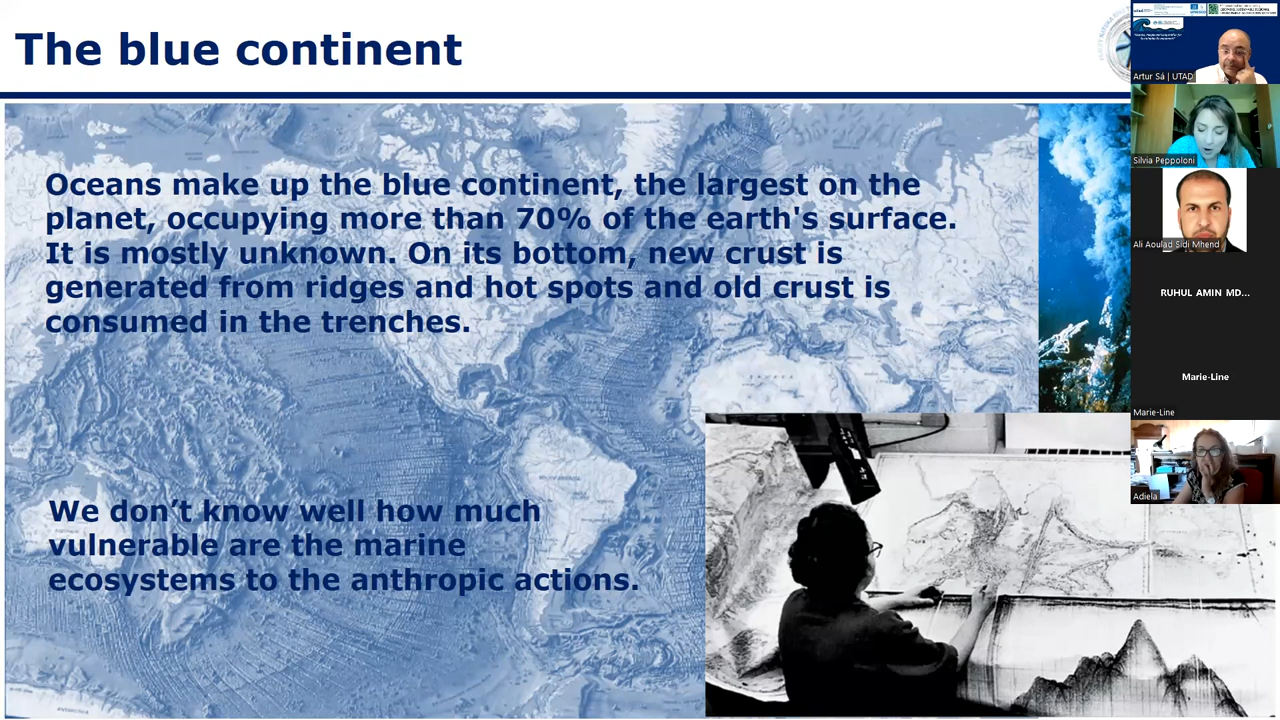 The blue continent
Oceans make up the blue continent, the largest on the
planet, occupying more than 70% of the earth's surface.
It is mostly unknown. On its bottom, new crust is
generated from ridges and hot spots and old crust is
consumed in the trenches.
We don’t know well how much
vulnerable are the marine
ecosystems to the anthropic actions.
Artur Sá | UTAD
Silvia Peppoloni
Ali Aoulad Sidi Mhend
RUHUL AMIN MD...
Marie-Line
Marie-Line
Adiela